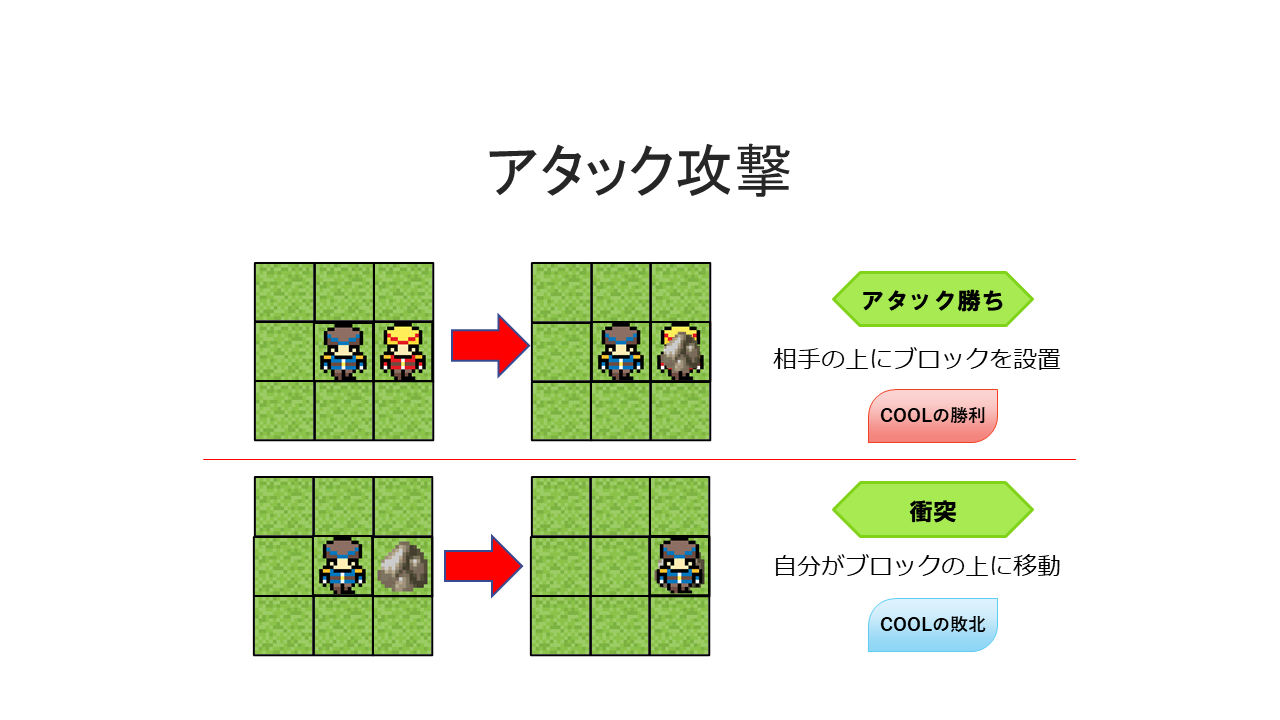 アタック攻撃
アタック勝ち
相手の上にブロックを設置
COOLの勝利
衝突
自分がブロックの上に移動
COOLの敗北